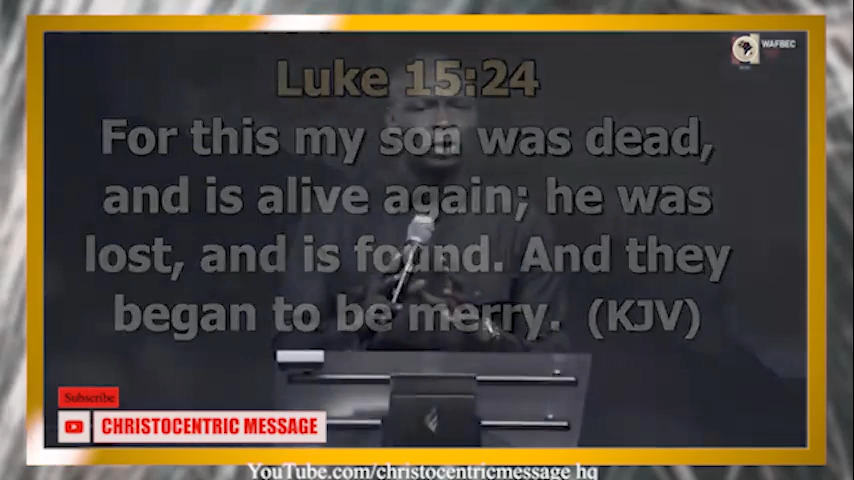 WAFBEC
Luke 15:24
For this my son was dead,
and is alive again; he was
lost, and is found. And they
began to be merry. (KJV)
Subscribe
CHRISTOCENTRIC MESSAGE
YouTube.com/christocentricmessage hq